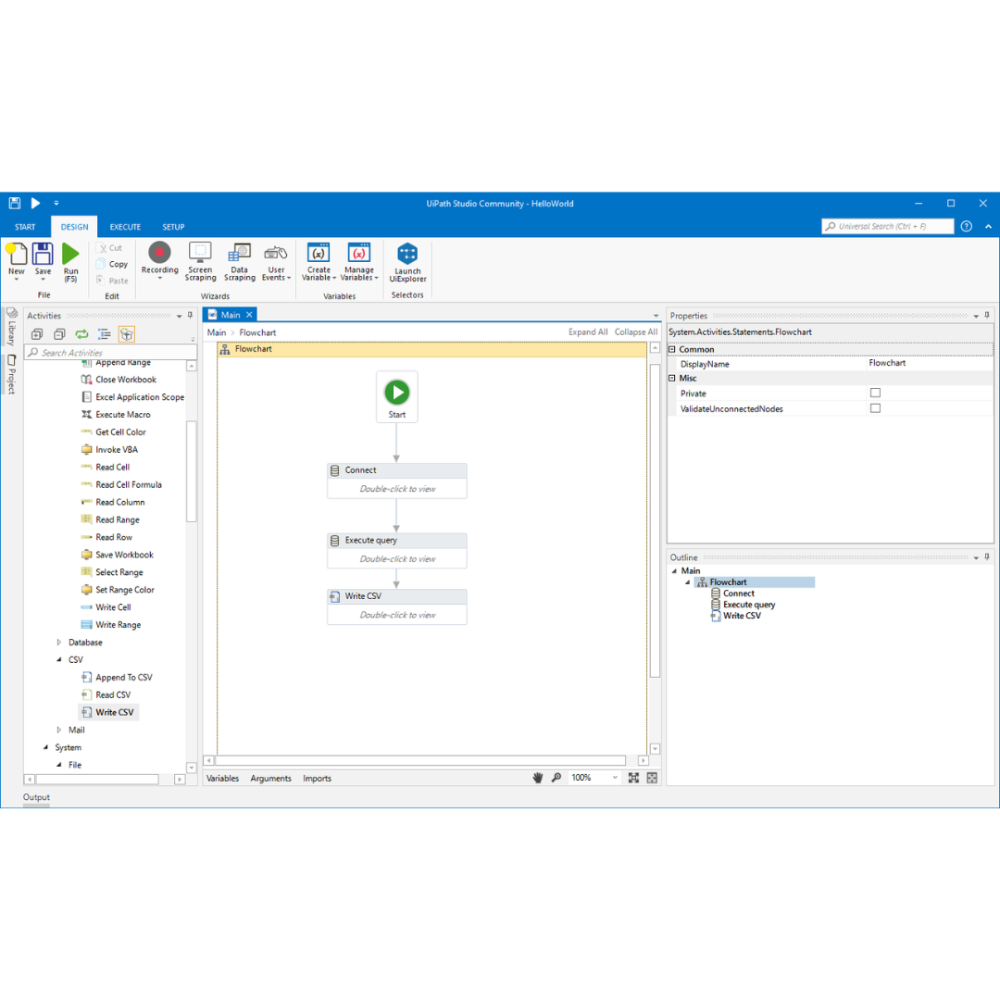 UiPath Studio Community - HelloWorld
START DESIGN EXECUTE SETUP
Universal Search (Ctrl + F)
New Save Run (F5)
File
Cut
Copy
Paste
Edit
Recording Screen Scraping Data Scraping User Events
Wizards
Create Variable Manage Variables
Variables
Launch UiExplorer
Selectors
Library
Project
Activities
Search Activities
Append Range
Close Workbook
Excel Application Scope
Execute Macro
Get Cell Color
Invoke VBA
Read Cell
Read Cell Formula
Read Column
Read Range
Read Row
Save Workbook
Select Range
Set Range Color
Write Cell
Write Range
Database
CSV
Append To CSV
Read CSV
Write CSV
Mail
System
File
Output
Main
Main > Flowchart
Expand All Collapse All
Flowchart
Start
Connect
Double-click to view
Execute query
Double-click to view
Write CSV
Double-click to view
Variables Arguments Imports
100%
Properties
System.Activities.Statements.Flowchart
Common
DisplayName Flowchart
Misc
Private
ValidateUnconnectedNodes
Outline
Main
Flowchart
Connect
Execute query
Write CSV